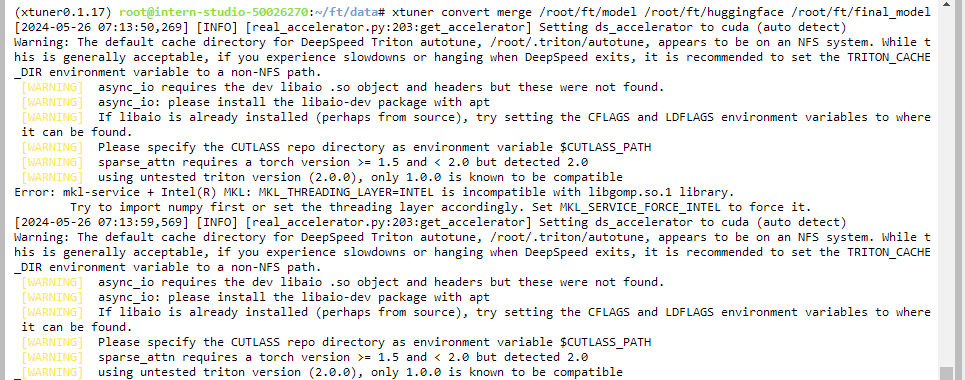 (xtuner0.1.17) root@intern-studio-50026270:~/ft/data# xtuner convert merge /root/ft/model /root/ft/huggingface /root/ft/final_model
[2024-05-26 07:13:50,269] [INFO] [real_accelerator.py:203:get_accelerator] Setting ds_accelerator to cuda (auto detect)
Warning: The default cache directory for DeepSpeed Triton autotune, /root/.triton/autotune, appears to be on an NFS system. While t
his is generally acceptable, if you experience slowdowns or hanging when DeepSpeed exits, it is recommended to set the TRITON_CACHE
_DIR environment variable to a non-NFS path.
[WARNING]  async_io requires the dev libaio .so object and headers but these were not found.
[WARNING]  async_io: please install the libaio-dev package with apt
[WARNING]  If libaio is already installed (perhaps from source), try setting the CFLAGS and LDFLAGS environment variables to where
it can be found.
[WARNING]  Please specify the CUTLASS repo directory as environment variable $CUTLASS_PATH
[WARNING]  sparse_attn requires a torch version >= 1.5 and < 2.0 but detected 2.0
[WARNING]  using untested triton version (2.0.0), only 1.0.0 is known to be compatible
Error: mkl-service + Intel(R) MKL: MKL_THREADING_LAYER=INTEL is incompatible with libgomp.so.1 library.
Try to import numpy first or set the threading layer accordingly. Set MKL_SERVICE_FORCE_INTEL to force it.
[2024-05-26 07:13:59,569] [INFO] [real_accelerator.py:203:get_accelerator] Setting ds_accelerator to cuda (auto detect)
Warning: The default cache directory for DeepSpeed Triton autotune, /root/.triton/autotune, appears to be on an NFS system. While t
his is generally acceptable, if you experience slowdowns or hanging when DeepSpeed exits, it is recommended to set the TRITON_CACHE
_DIR environment variable to a non-NFS path.
[WARNING]  async_io requires the dev libaio .so object and headers but these were not found.
[WARNING]  async_io: please install the libaio-dev package with apt
[WARNING]  If libaio is already installed (perhaps from source), try setting the CFLAGS and LDFLAGS environment variables to where
it can be found.
[WARNING]  Please specify the CUTLASS repo directory as environment variable $CUTLASS_PATH
[WARNING]  sparse_attn requires a torch version >= 1.5 and < 2.0 but detected 2.0
[WARNING]  using untested triton version (2.0.0), only 1.0.0 is known to be compatible